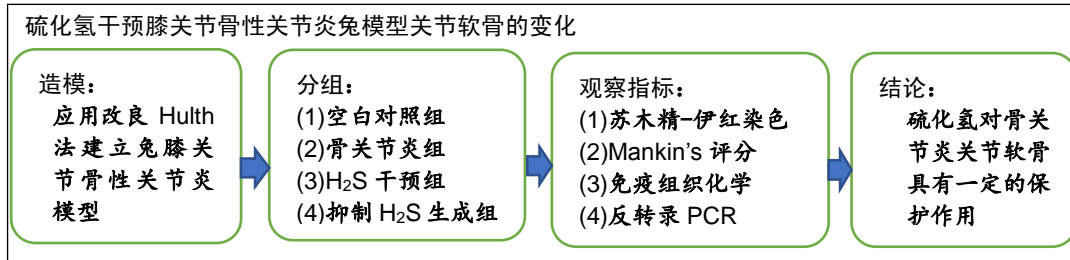 硫化氢干预膝关节骨性关节炎兔模型关节软骨的变化
造模：
应用改良 Hulth
法建立兔膝关
节骨性关节炎
模型
分组：
(1)空白对照组
(2)骨关节炎组
(3)H₂S 干预组
(4)抑制 H₂S 生成组
观察指标：
(1)苏木精-伊红染色
(2)Mankin's 评分
(3)免疫组织化学
(4)反转录 PCR
结论：
硫化氢对骨关
节炎关节软骨
具有一定的保
护作用